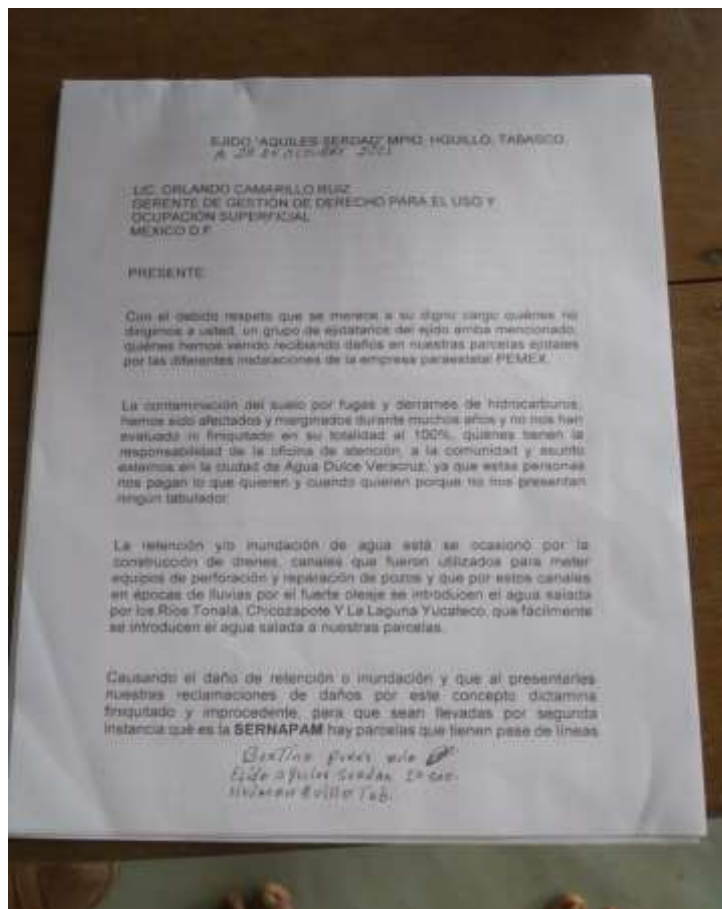 EJIDO "AQUILES SERDAD" MPIO. HGUILLO, TABASCO.
A 20 de octubre
LIC. ORLANDO CAMARILLO RUIZ
GERENTE DE GESTIÓN DE DERECHO PARA EL USO Y
OCUPACIÓN SUPERFICIAL
MEXICO D.F.
PRESENTE:
Con el debido respeto que se merece a su digno cargo quiénes no
dirigimos a usted, un grupo de ejidatarios del ejido arriba mencionado,
quiénes hemos venido recibiendo daños en nuestras parcelas ejidales
por las diferentes instalaciones de la empresa paraestatal PEMEX.
La contaminación del suelo por fugas y derrames de hidrocarburos,
hemos sido afectados y marginados durante muchos años y no nos han
evaluado ni finiquitado en su totalidad al 100%, quiénes tienen la
responsabilidad de la oficina de atención, a la comunidad y asunto
externos en la ciudad de Agua Dulce Veracruz, ya que estas personas
nos pagan lo que quieren y cuando quieren porque no nos presentan
ningún tabulador.
La retención y/o inundación de agua está se ocasionó por la
construcción de drenes, canales que fueron utilizados para meter
equipos de perforación y reparación de pozos y que por estos canales
en épocas de lluvias por el fuerte oleaje se introducen el agua salada
por los Ríos Tonalá, Chicozapote Y La Laguna Yucateco, que fácilmente
se introducen el agua salada a nuestras parcelas.
Causando el daño de retención o inundación y que al presentarles
nuestras reclamaciones de daños por este concepto dictamina
finiquitado y improcedente, para que sean llevadas por segunda
instancia qué es la SERNAPAM hay parcelas que tienen pase de líneas
Ejido Aquiles Serdan